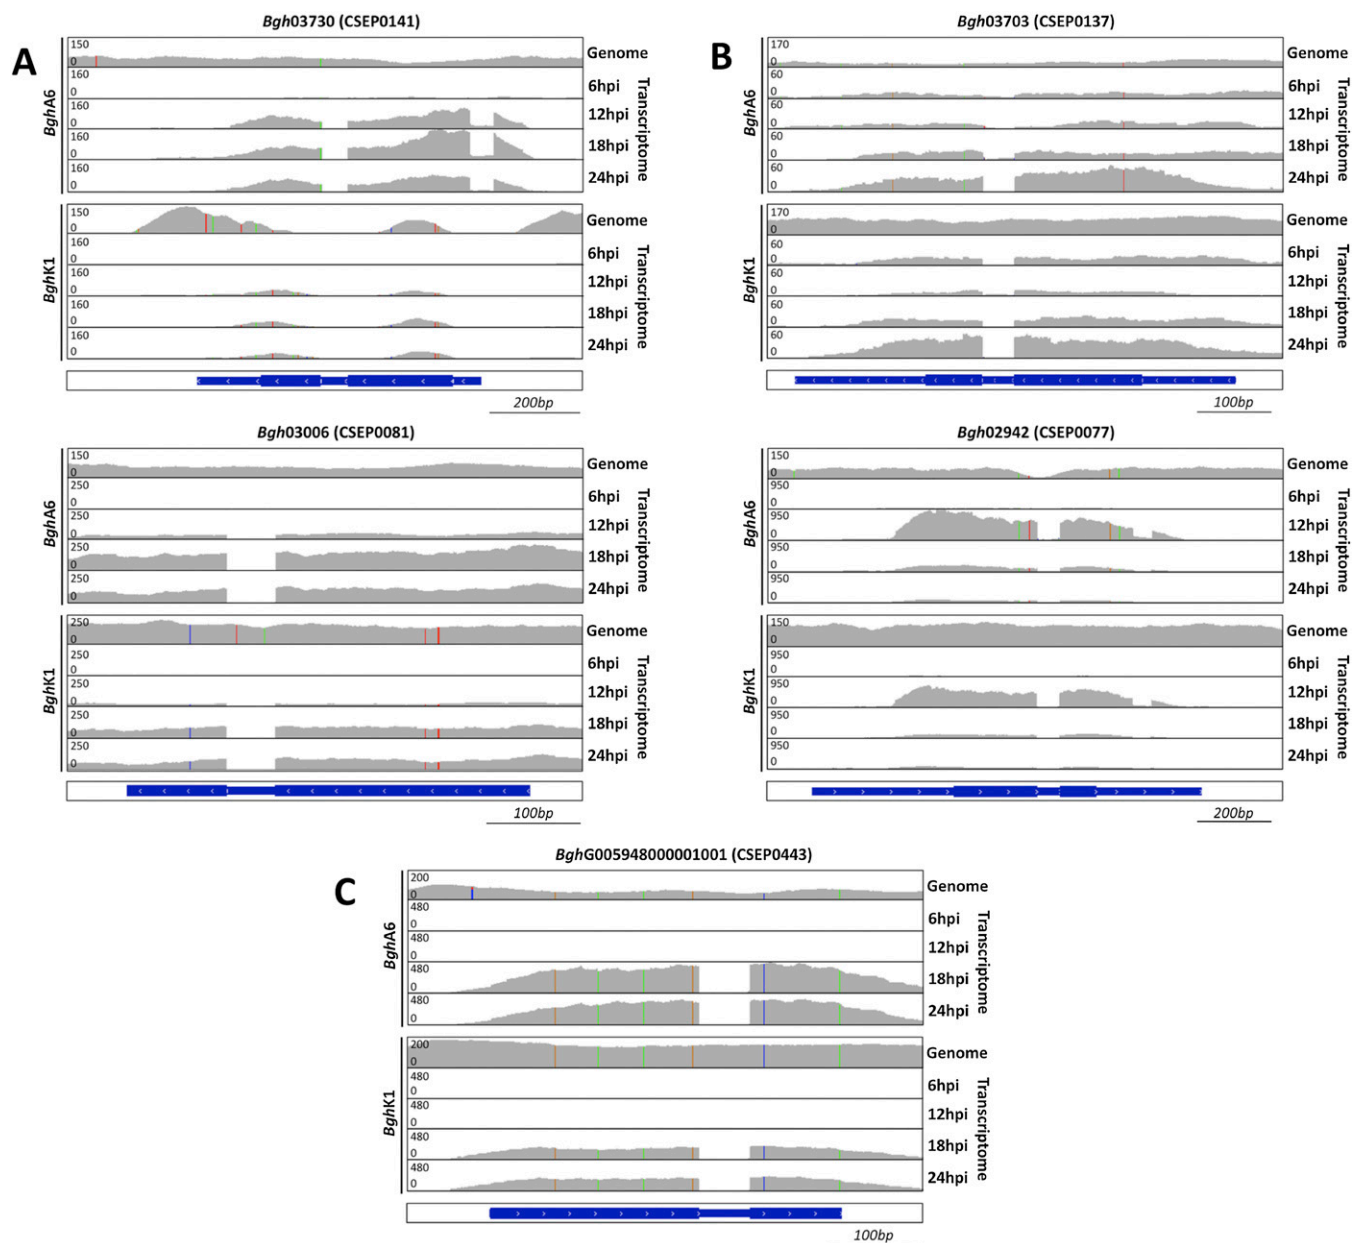 A
Bgh03730 (CSEP0141)
BghA6
150
0
Genome
160
0
6hpi
160
0
12hpi
160
0
18hpi
160
0
24hpi
Transcriptome
BghK1
150
0
Genome
160
0
6hpi
160
0
12hpi
160
0
18hpi
160
0
24hpi
Transcriptome
200bp
B
Bgh03703 (CSEP0137)
BghA6
170
0
Genome
60
0
6hpi
60
0
12hpi
60
0
18hpi
60
0
24hpi
Transcriptome
BghK1
170
0
Genome
60
0
6hpi
60
0
12hpi
60
0
18hpi
60
0
24hpi
Transcriptome
100bp
Bgh03006 (CSEP0081)
BghA6
150
0
Genome
250
0
6hpi
250
0
12hpi
250
0
18hpi
250
0
24hpi
Transcriptome
BghK1
250
0
Genome
250
0
6hpi
250
0
12hpi
250
0
18hpi
250
0
24hpi
Transcriptome
100bp
Bgh02942 (CSEP0077)
BghA6
150
0
Genome
950
0
6hpi
950
0
12hpi
950
0
18hpi
950
0
24hpi
Transcriptome
BghK1
150
0
Genome
950
0
6hpi
950
0
12hpi
950
0
18hpi
950
0
24hpi
Transcriptome
200bp
C
BghG005948000001001 (CSEP0443)
BghA6
200
0
Genome
480
0
6hpi
480
0
12hpi
480
0
18hpi
480
0
24hpi
Transcriptome
BghK1
200
0
Genome
480
0
6hpi
480
0
12hpi
480
0
18hpi
480
0
24hpi
Transcriptome
100bp